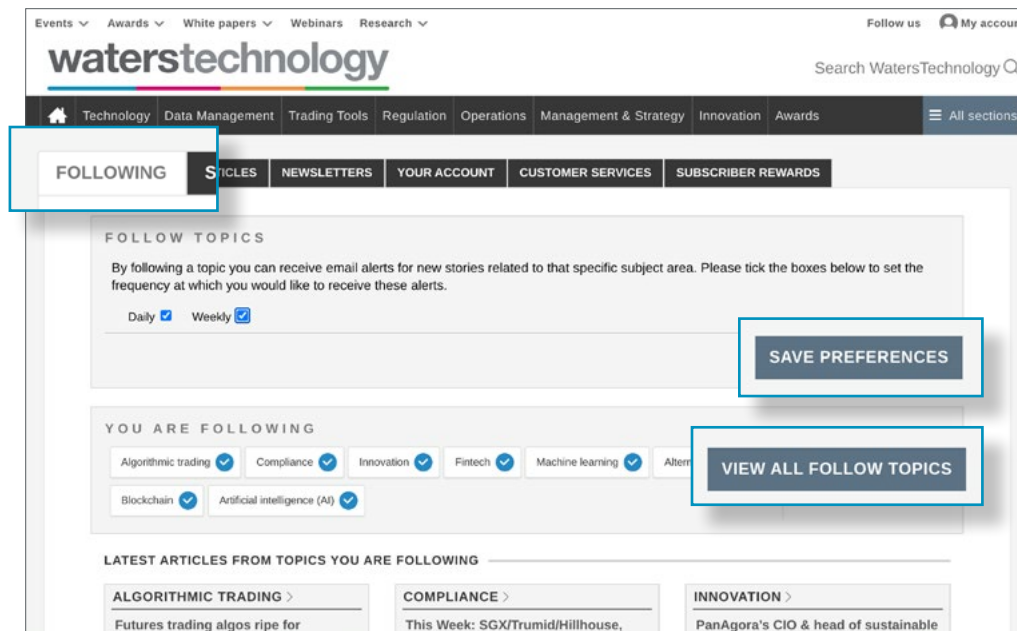 Events Awards White papers Webinars Research Follow us My accour
waterstechnology
Search WatersTechnology
Technology Data Management Trading Tools Regulation Operations Management & Strategy Innovation Awards All sections
FOLLOWING S TICLES NEWSLETTERS YOUR ACCOUNT CUSTOMER SERVICES SUBSCRIBER REWARDS
FOLLOW TOPICS
By following a topic you can receive email alerts for new stories related to that specific subject area. Please tick the boxes below to set the
frequency at which you would like to receive these alerts.
Daily Weekly
SAVE PREFERENCES
YOU ARE FOLLOWING
Algorithmic trading Compliance Innovation Fintech Machine learning Altern
VIEW ALL FOLLOW TOPICS
Blockchain Artificial intelligence (AI)
LATEST ARTICLES FROM TOPICS YOU ARE FOLLOWING
ALGORITHMIC TRADING COMPLIANCE INNOVATION
Futures trading algos ripe for This Week: SGX/Trumid/Hillhouse, PanAgora's CIO & head of sustainable